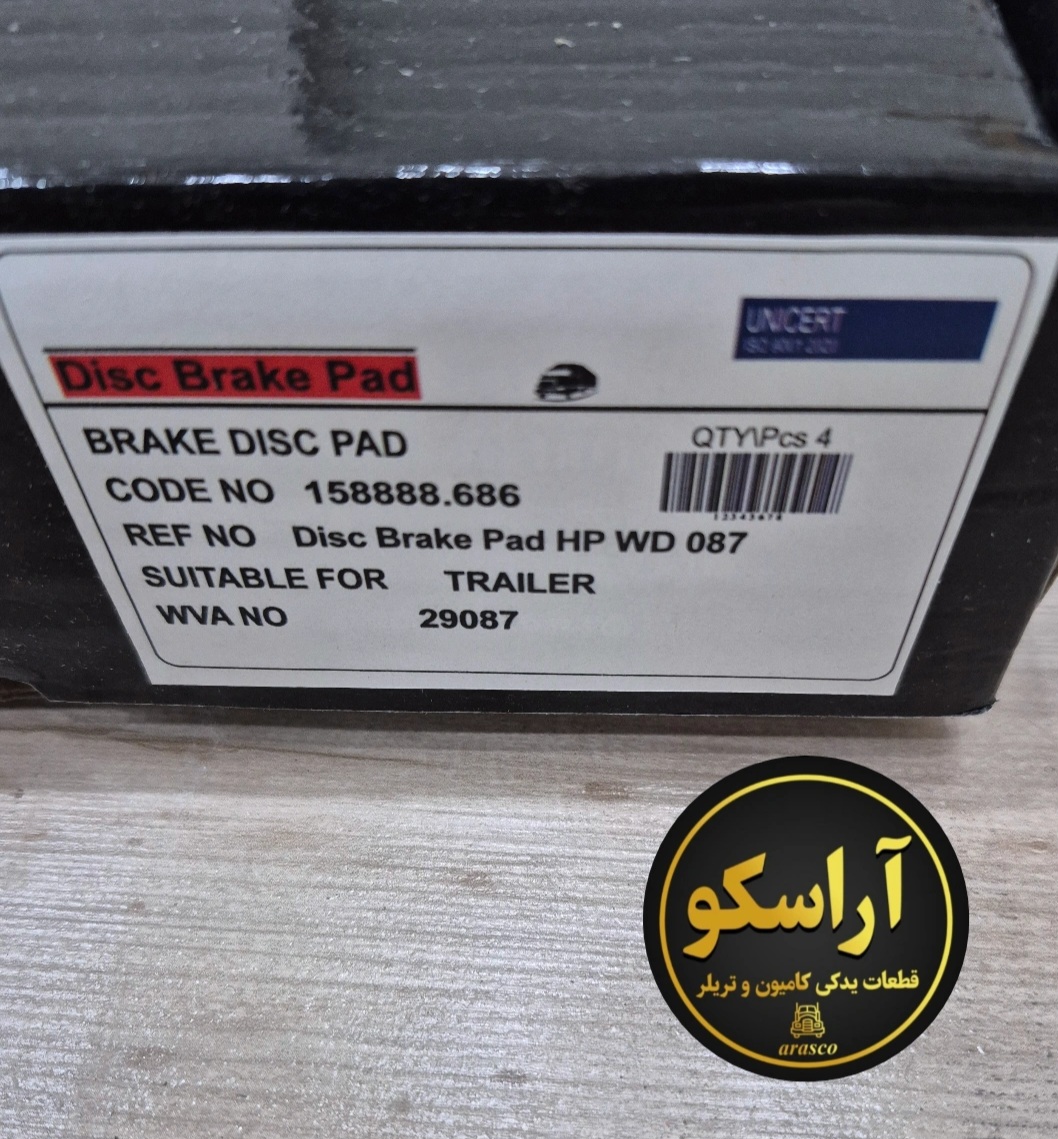 UNICERT
Disc Brake Pad
BRAKE DISC PAD
QTY\Pcs 4
CODE NO 158888.686
12345678
REF NO Disc Brake Pad HP WD 087
SUITABLE FOR TRAILER
WVA NO 29087
آراسکو
قطعات یدکی کامیون و تریلر
arasco